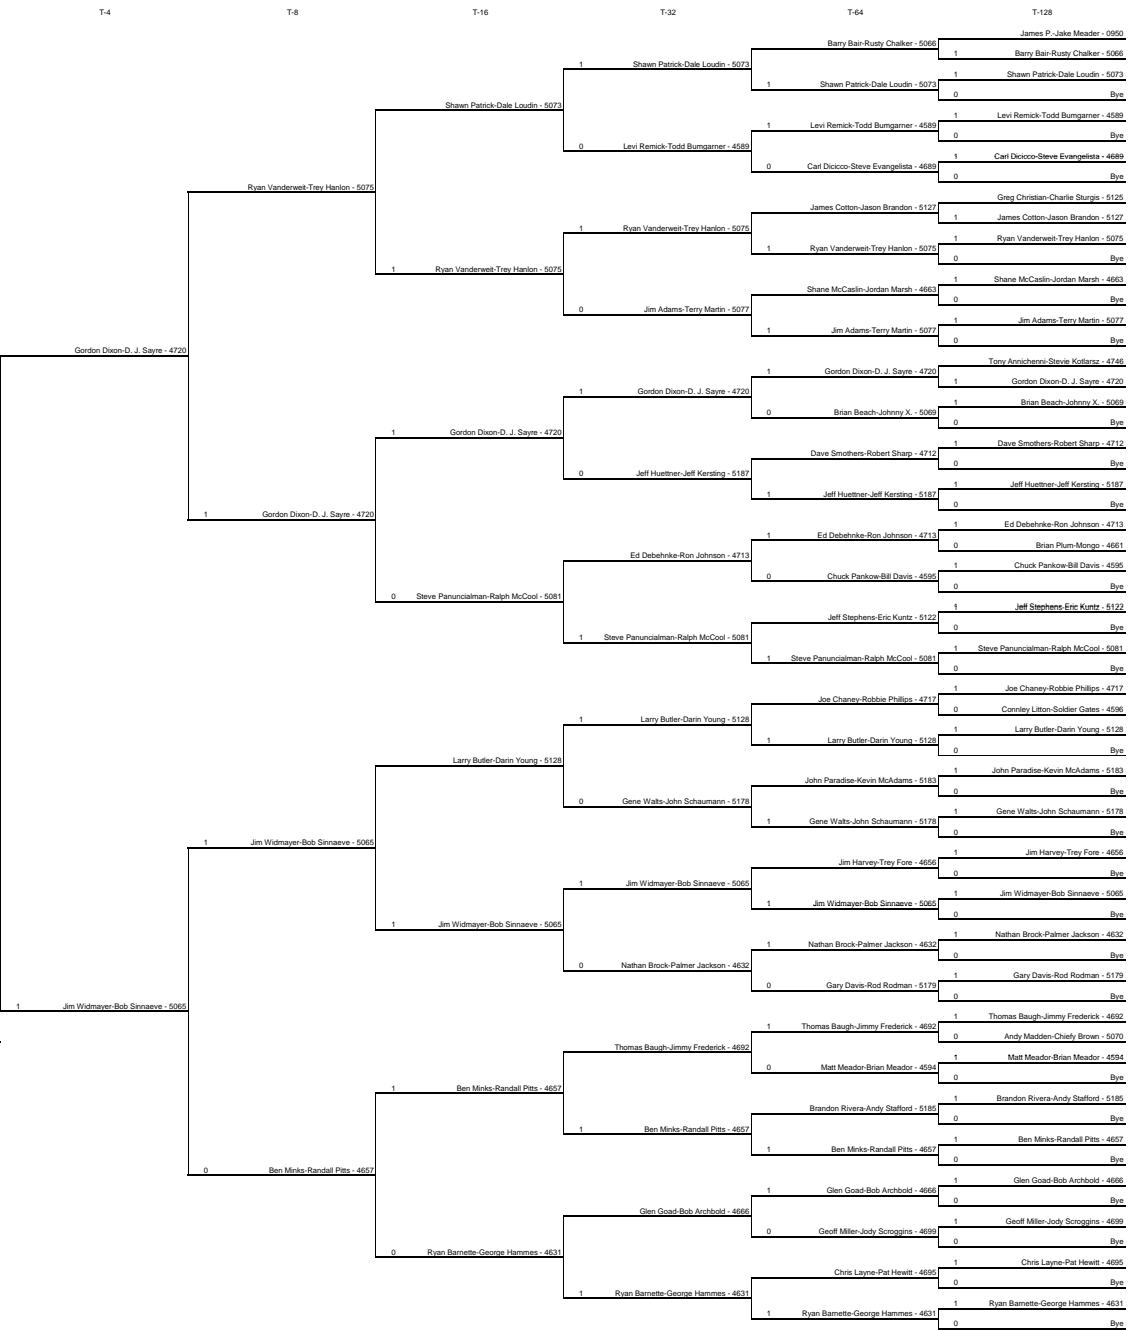 T-4 T-8 T-16 T-32 T-64 T-128
James P.-Jake Meader - 0950
Barry Bair-Rusty Chalker - 5066
1 Barry Bair-Rusty Chalker - 5066
1 Shawn Patrick-Dale Loudin - 5073
1 Shawn Patrick-Dale Loudin - 5073
1 Shawn Patrick-Dale Loudin - 5073
0 Bye
Shawn Patrick-Dale Loudin - 5073
1 Levi Remick-Todd Bumgarner - 4589
1 Levi Remick-Todd Bumgarner - 4589
0 Bye
0 Levi Remick-Todd Bumgarner - 4589
1 Carl Dicicco-Steve Evangelista - 4689
0 Carl Dicicco-Steve Evangelista - 4689
0 Bye
Ryan Vanderweit-Trey Hanlon - 5075
Greg Christian-Charlie Sturgis - 5125
James Cotton-Jason Brandon - 5127
1 James Cotton-Jason Brandon - 5127
1 Ryan Vanderweit-Trey Hanlon - 5075
1 Ryan Vanderweit-Trey Hanlon - 5075
1 Ryan Vanderweit-Trey Hanlon - 5075
0 Bye
1 Ryan Vanderweit-Trey Hanlon - 5075
1 Shane McCaslin-Jordan Marsh - 4663
Shane McCaslin-Jordan Marsh - 4663
0 Bye
0 Jim Adams-Terry Martin - 5077
1 Jim Adams-Terry Martin - 5077
1 Jim Adams-Terry Martin - 5077
0 Bye
Gordon Dixon-D. J. Sayre - 4720
Tony Annichenni-Stevie Kotlarsz - 4746
1 Gordon Dixon-D. J. Sayre - 4720
1 Gordon Dixon-D. J. Sayre - 4720
1 Gordon Dixon-D. J. Sayre - 4720
1 Brian Beach-Johnny X. - 5069
0 Brian Beach-Johnny X. - 5069
0 Bye
1 Gordon Dixon-D. J. Sayre - 4720
1 Dave Smothers-Robert Sharp - 4712
Dave Smothers-Robert Sharp - 4712
0 Bye
0 Jeff Huettner-Jeff Kersting - 5187
1 Jeff Huettner-Jeff Kersting - 5187
1 Jeff Huettner-Jeff Kersting - 5187
0 Bye
1 Gordon Dixon-D. J. Sayre - 4720
1 Ed Debehnke-Ron Johnson - 4713
1 Ed Debehnke-Ron Johnson - 4713
0 Brian Plum-Mongo - 4661
Ed Debehnke-Ron Johnson - 4713
1 Chuck Pankow-Bill Davis - 4595
0 Chuck Pankow-Bill Davis - 4595
0 Bye
0 Steve Panuncialman-Ralph McCool - 5081
1 Jeff Stephens-Eric Kuntz - 5122
Jeff Stephens-Eric Kuntz - 5122
0 Bye
1 Steve Panuncialman-Ralph McCool - 5081
1 Steve Panuncialman-Ralph McCool - 5081
1 Steve Panuncialman-Ralph McCool - 5081
0 Bye
1 Joe Chaney-Robbie Phillips - 4717
Joe Chaney-Robbie Phillips - 4717
0 Connley Litton-Soldier Gates - 4596
1 Larry Butler-Darin Young - 5128
1 Larry Butler-Darin Young - 5128
1 Larry Butler-Darin Young - 5128
0 Bye
Larry Butler-Darin Young - 5128
1 John Paradise-Kevin McAdams - 5183
John Paradise-Kevin McAdams - 5183
0 Bye
0 Gene Walts-John Schaumann - 5178
1 Gene Walts-John Schaumann - 5178
1 Gene Walts-John Schaumann - 5178
0 Bye
1 Jim Widmayer-Bob Sinnaeve - 5065
1 Jim Harvey-Trey Fore - 4656
Jim Harvey-Trey Fore - 4656
0 Bye
1 Jim Widmayer-Bob Sinnaeve - 5065
1 Jim Widmayer-Bob Sinnaeve - 5065
1 Jim Widmayer-Bob Sinnaeve - 5065
0 Bye
1 Jim Widmayer-Bob Sinnaeve - 5065
1 Nathan Brock-Palmer Jackson - 4632
1 Nathan Brock-Palmer Jackson - 4632
0 Bye
0 Nathan Brock-Palmer Jackson - 4632
1 Gary Davis-Rod Rodman - 5179
0 Gary Davis-Rod Rodman - 5179
0 Bye
1 Jim Widmayer-Bob Sinnaeve - 5065
1 Thomas Baugh-Jimmy Frederick - 4692
1 Thomas Baugh-Jimmy Frederick - 4692
0 Andy Madden-Chiefy Brown - 5070
Thomas Baugh-Jimmy Frederick - 4692
1 Matt Meador-Brian Meador - 4594
0 Matt Meador-Brian Meador - 4594
0 Bye
1 Ben Minks-Randall Pitts - 4657
1 Brandon Rivera-Andy Stafford - 5185
Brandon Rivera-Andy Stafford - 5185
0 Bye
1 Ben Minks-Randall Pitts - 4657
1 Ben Minks-Randall Pitts - 4657
1 Ben Minks-Randall Pitts - 4657
0 Bye
0 Ben Minks-Randall Pitts - 4657
1 Glen Goad-Bob Archbold - 4666
1 Glen Goad-Bob Archbold - 4666
0 Bye
Glen Goad-Bob Archbold - 4666
1 Geoff Miller-Jody Scroggins - 4699
0 Geoff Miller-Jody Scroggins - 4699
0 Bye
0 Ryan Barnette-George Hammes - 4631
1 Chris Layne-Pat Hewitt - 4695
Chris Layne-Pat Hewitt - 4695
0 Bye
1 Ryan Barnette-George Hammes - 4631
1 Ryan Barnette-George Hammes - 4631
1 Ryan Barnette-George Hammes - 4631
0 Bye